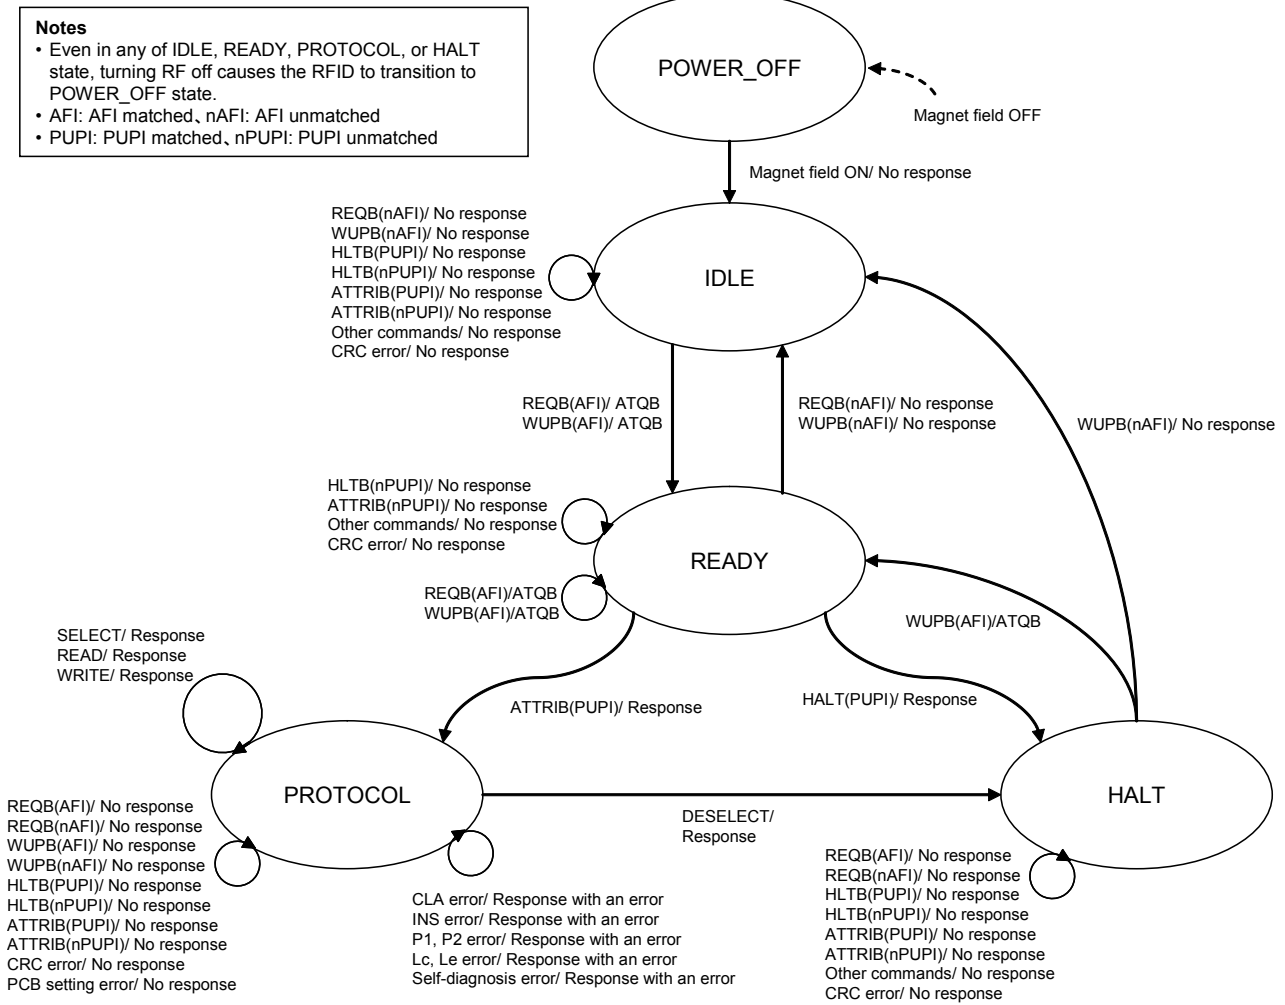 Notes
• Even in any of IDLE, READY, PROTOCOL, or HALT
state, turning RF off causes the RFID to transition to
POWER_OFF state.
• AFI: AFI matched、nAFI: AFI unmatched
• PUPI: PUPI matched、nPUPI: PUPI unmatched
POWER_OFF
Magnet field OFF
Magnet field ON/ No response
REQB(nAFI)/ No response
WUPB(nAFI)/ No response
HLTB(PUPI)/ No response
HLTB(nPUPI)/ No response
ATTRIB(PUPI)/ No response
ATTRIB(nPUPI)/ No response
Other commands/ No response
CRC error/ No response
IDLE
REQB(AFI)/ ATQB
WUPB(AFI)/ ATQB
REQB(nAFI)/ No response
WUPB(nAFI)/ No response
WUPB(nAFI)/ No response
HLTB(nPUPI)/ No response
ATTRIB(nPUPI)/ No response
Other commands/ No response
CRC error/ No response
READY
REQB(AFI)/ATQB
WUPB(AFI)/ATQB
WUPB(AFI)/ATQB
SELECT/ Response
READ/ Response
WRITE/ Response
ATTRIB(PUPI)/ Response
HALT(PUPI)/ Response
PROTOCOL
HALT
DESELECT/
Response
REQB(AFI)/ No response
REQB(nAFI)/ No response
WUPB(AFI)/ No response
WUPB(nAFI)/ No response
HLTB(PUPI)/ No response
HLTB(nPUPI)/ No response
ATTRIB(PUPI)/ No response
ATTRIB(nPUPI)/ No response
CRC error/ No response
PCB setting error/ No response
CLA error/ Response with an error
INS error/ Response with an error
P1, P2 error/ Response with an error
Lc, Le error/ Response with an error
Self-diagnosis error/ Response with an error
REQB(AFI)/ No response
REQB(nAFI)/ No response
HLTB(PUPI)/ No response
HLTB(nPUPI)/ No response
ATTRIB(PUPI)/ No response
ATTRIB(nPUPI)/ No response
Other commands/ No response
CRC error/ No response